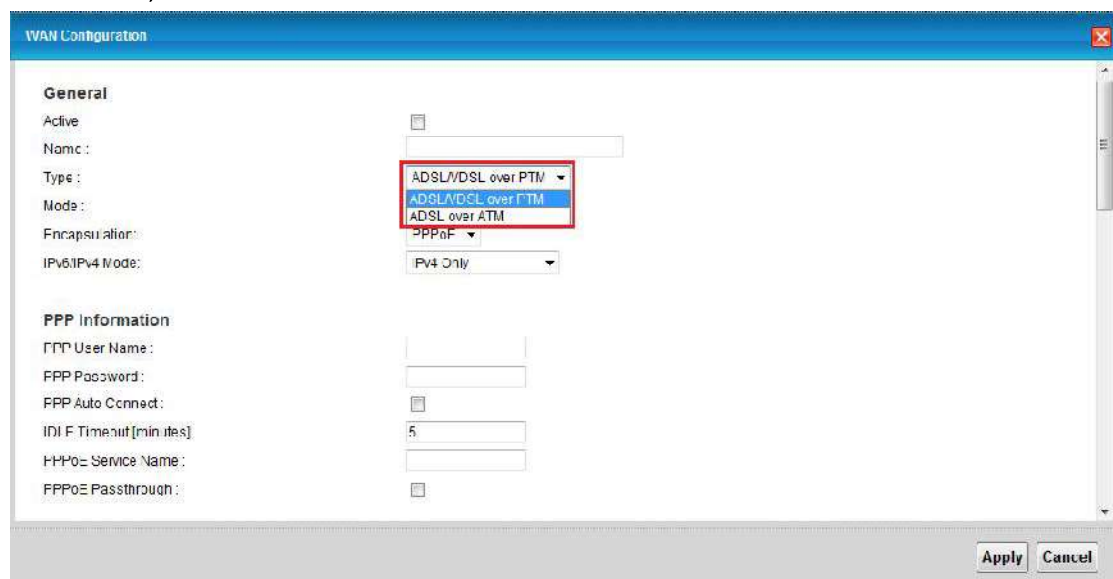 WAN Configuration
General
Active
Name :
Type : ADSL/VDSL over PTM
ADSL/VDSL over PTM
Mode :
ADSL over ATM
Encapsulation: PPPoE
IPv6/IPv4 Mode: IPv4 Only
PPP Information
PPP User Name :
PPP Password :
PPP Auto Connect :
IDLE Timeout [minutes] 5
PPPoE Service Name :
PPPoE Passthrough :
Apply Cancel